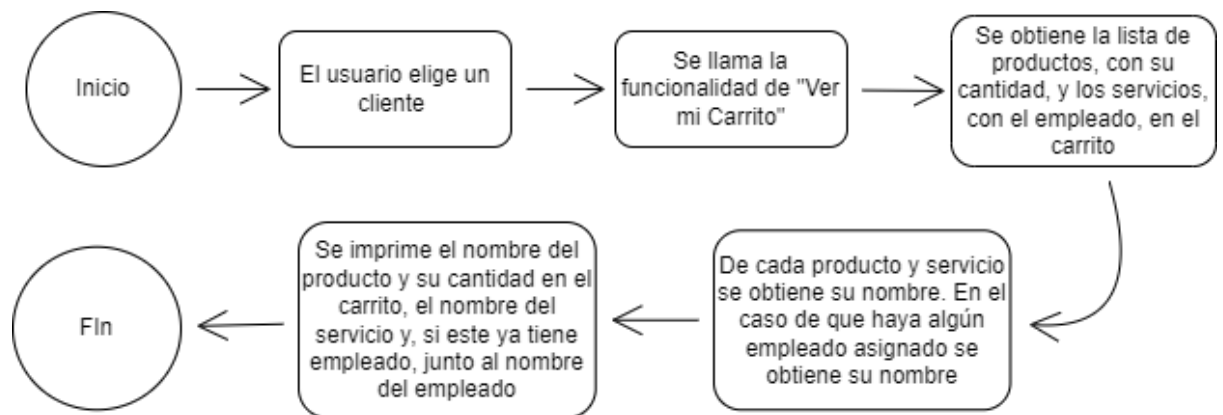 Inicio
El usuario elige un
cliente
Se llama la
funcionalidad de "Ver
mi Carrito"
Se obtiene la lista de
productos, con su
cantidad, y los servicios,
con el empleado, en el
carrito
De cada producto y servicio
se obtiene su nombre. En el
caso de que haya algún
empleado asignado se
obtiene su nombre
Se imprime el nombre del
producto y su cantidad en el
carrito, el nombre del
servicio y, si este ya tiene
empleado, junto al nombre
del empleado
FIn